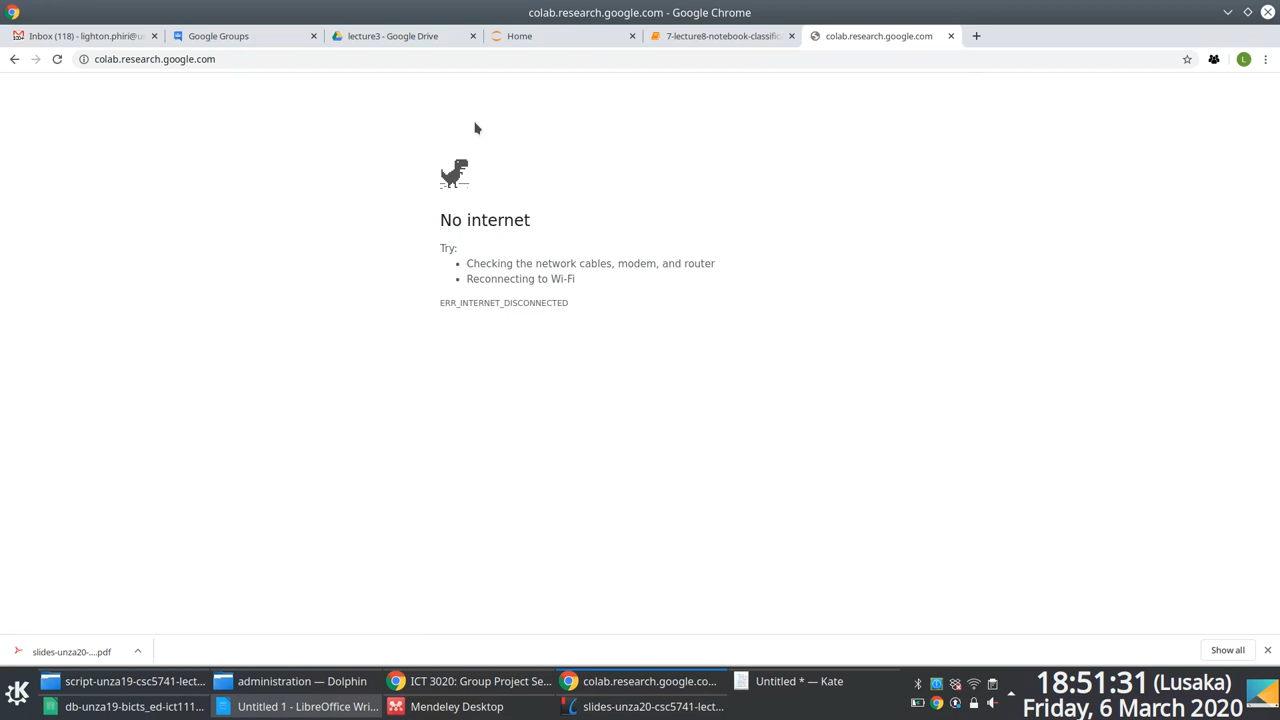 colab.research.google.com - Google Chrome
Inbox (118) - lighton.phiri@u
Google Groups
lecture3 - Google Drive
Home
7-lecture8-notebook-classific
colab.research.google.com
colab.research.google.com
L
No internet
Try:
• Checking the network cables, modem, and router
• Reconnecting to Wi-Fi
ERR_INTERNET_DISCONNECTED
slides-unza20-....pdf
Show all
script-unza19-csc5741-lect...
administration — Dolphin
ICT 3020: Group Project Se...
colab.research.google.co...
Untitled * — Kate
18:51:31 (Lusaka)
db-unza19-bicts_ed-ict111...
Untitled 1 - LibreOffice Wri...
Mendeley Desktop
slides-unza20-csc5741-lect...
Friday, 6 March 2020